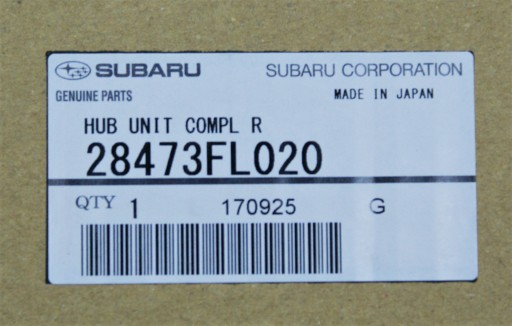 SUBARU SUBARU CORPORATION
GENUINE PARTS MADE IN JAPAN
HUB UNIT COMPL R
28473FL020
QTY 1 170925 G